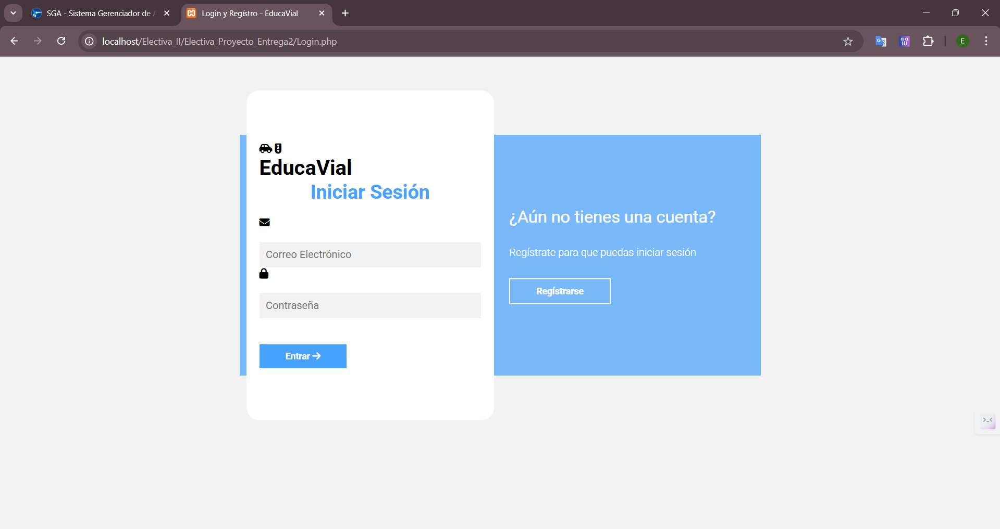 SGA - Sistema Gerenciador de
Login y Regístro - EducaVial
localhost/Electiva_II/Electiva_Proyecto_Entrega2/Login.php
E
EducaVial
Iniciar Sesión
Correo Electrónico
Contraseña
Entrar
¿Aún no tienes una cuenta?
Regístrate para que puedas iniciar sesión
Regístrarse